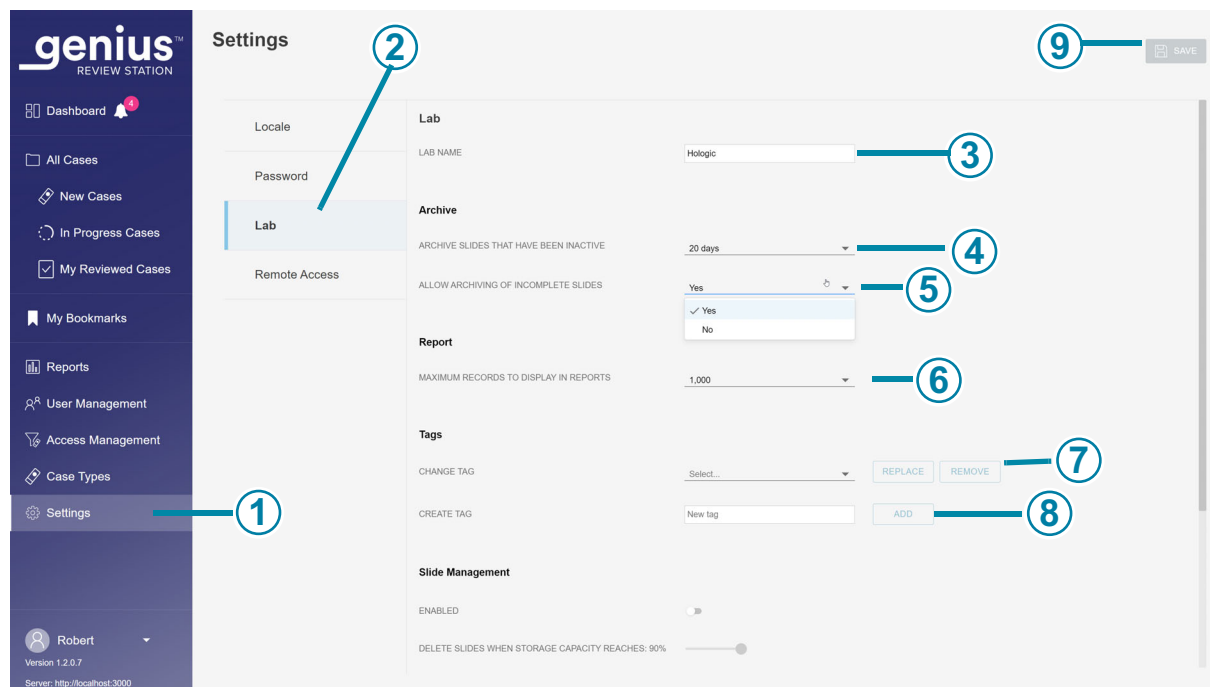 genius™
REVIEW STATION
Dashboard 4
All Cases
New Cases
In Progress Cases
My Reviewed Cases
My Bookmarks
Reports
User Management
Access Management
Case Types
Settings
1
Robert
Version 1.2.0.7
Server: http://localhost:3000
Settings
2
9
SAVE
Locale
Password
Lab
Remote Access
Lab
LAB NAME Hologic 3
Archive
ARCHIVE SLIDES THAT HAVE BEEN INACTIVE 20 days 4
ALLOW ARCHIVING OF INCOMPLETE SLIDES Yes 5
Yes
No
Report
MAXIMUM RECORDS TO DISPLAY IN REPORTS 1,000 6
Tags
CHANGE TAG Select... REPLACE REMOVE 7
CREATE TAG New tag ADD 8
Slide Management
ENABLED
DELETE SLIDES WHEN STORAGE CAPACITY REACHES: 90%